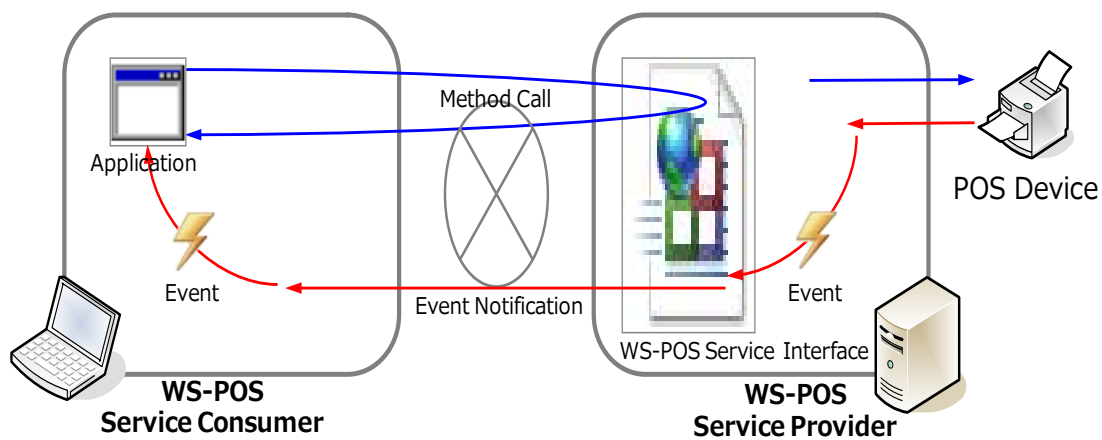 Method Call
Application
POS Device
Event
Event Notification
Event
WS-POS Service Interface
WS-POS
Service Consumer
WS-POS
Service Provider